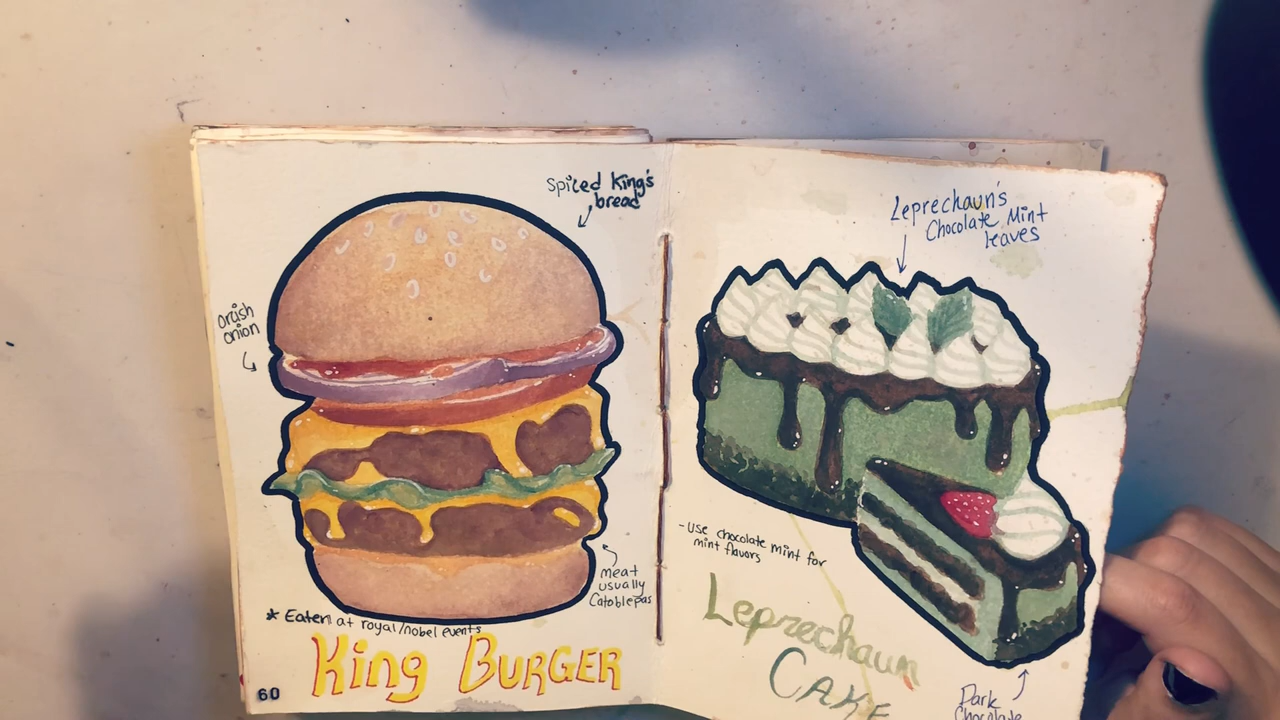 Spiced King's
bread
Orcish
onion
meat
usually
Catoblepas
* Eaten at royal/nobel events
King BURGER
60
Leprechaun's
Chocolate Mint
leaves
-Use chocolate mint for
mint flavors
Leprechaun
CAKE
Dark
Chocolate